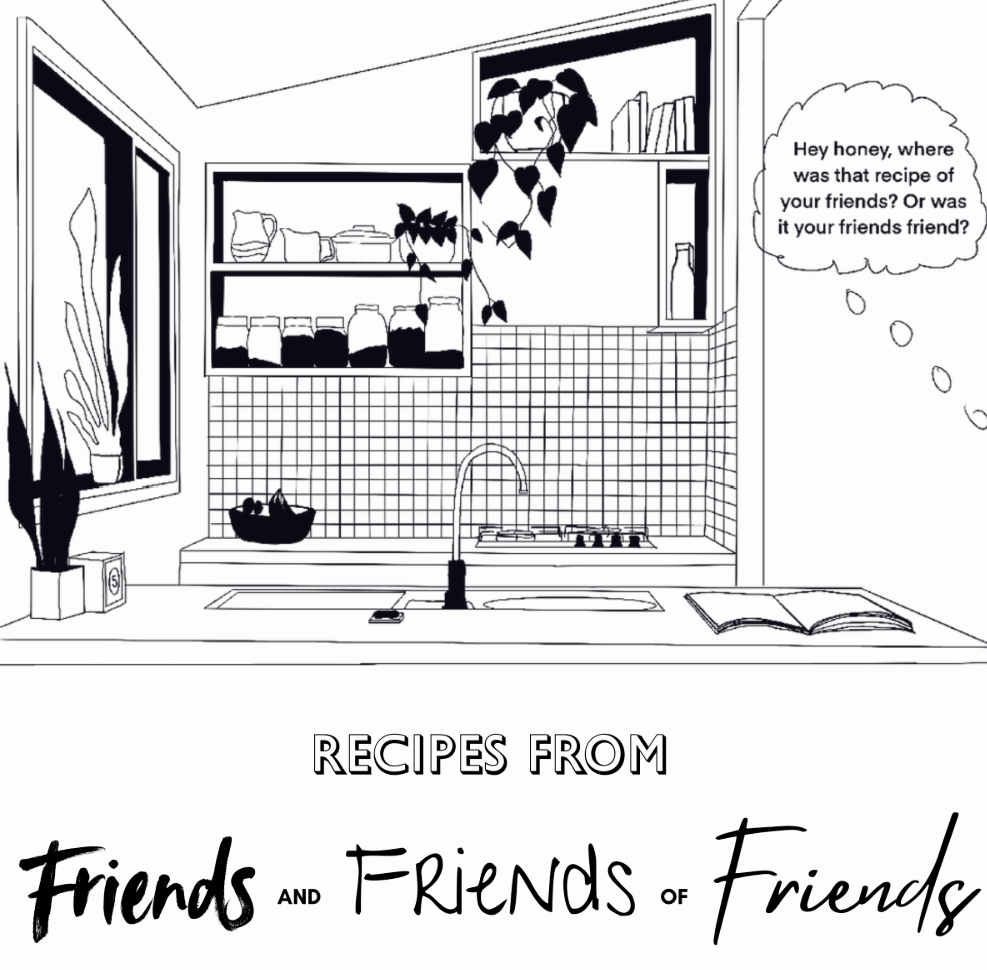 Hey honey, where
was that recipe of
your friends? Or was
it your friends friend?
5
RECIPES FROM
Friends AND FRieNds OF Friends